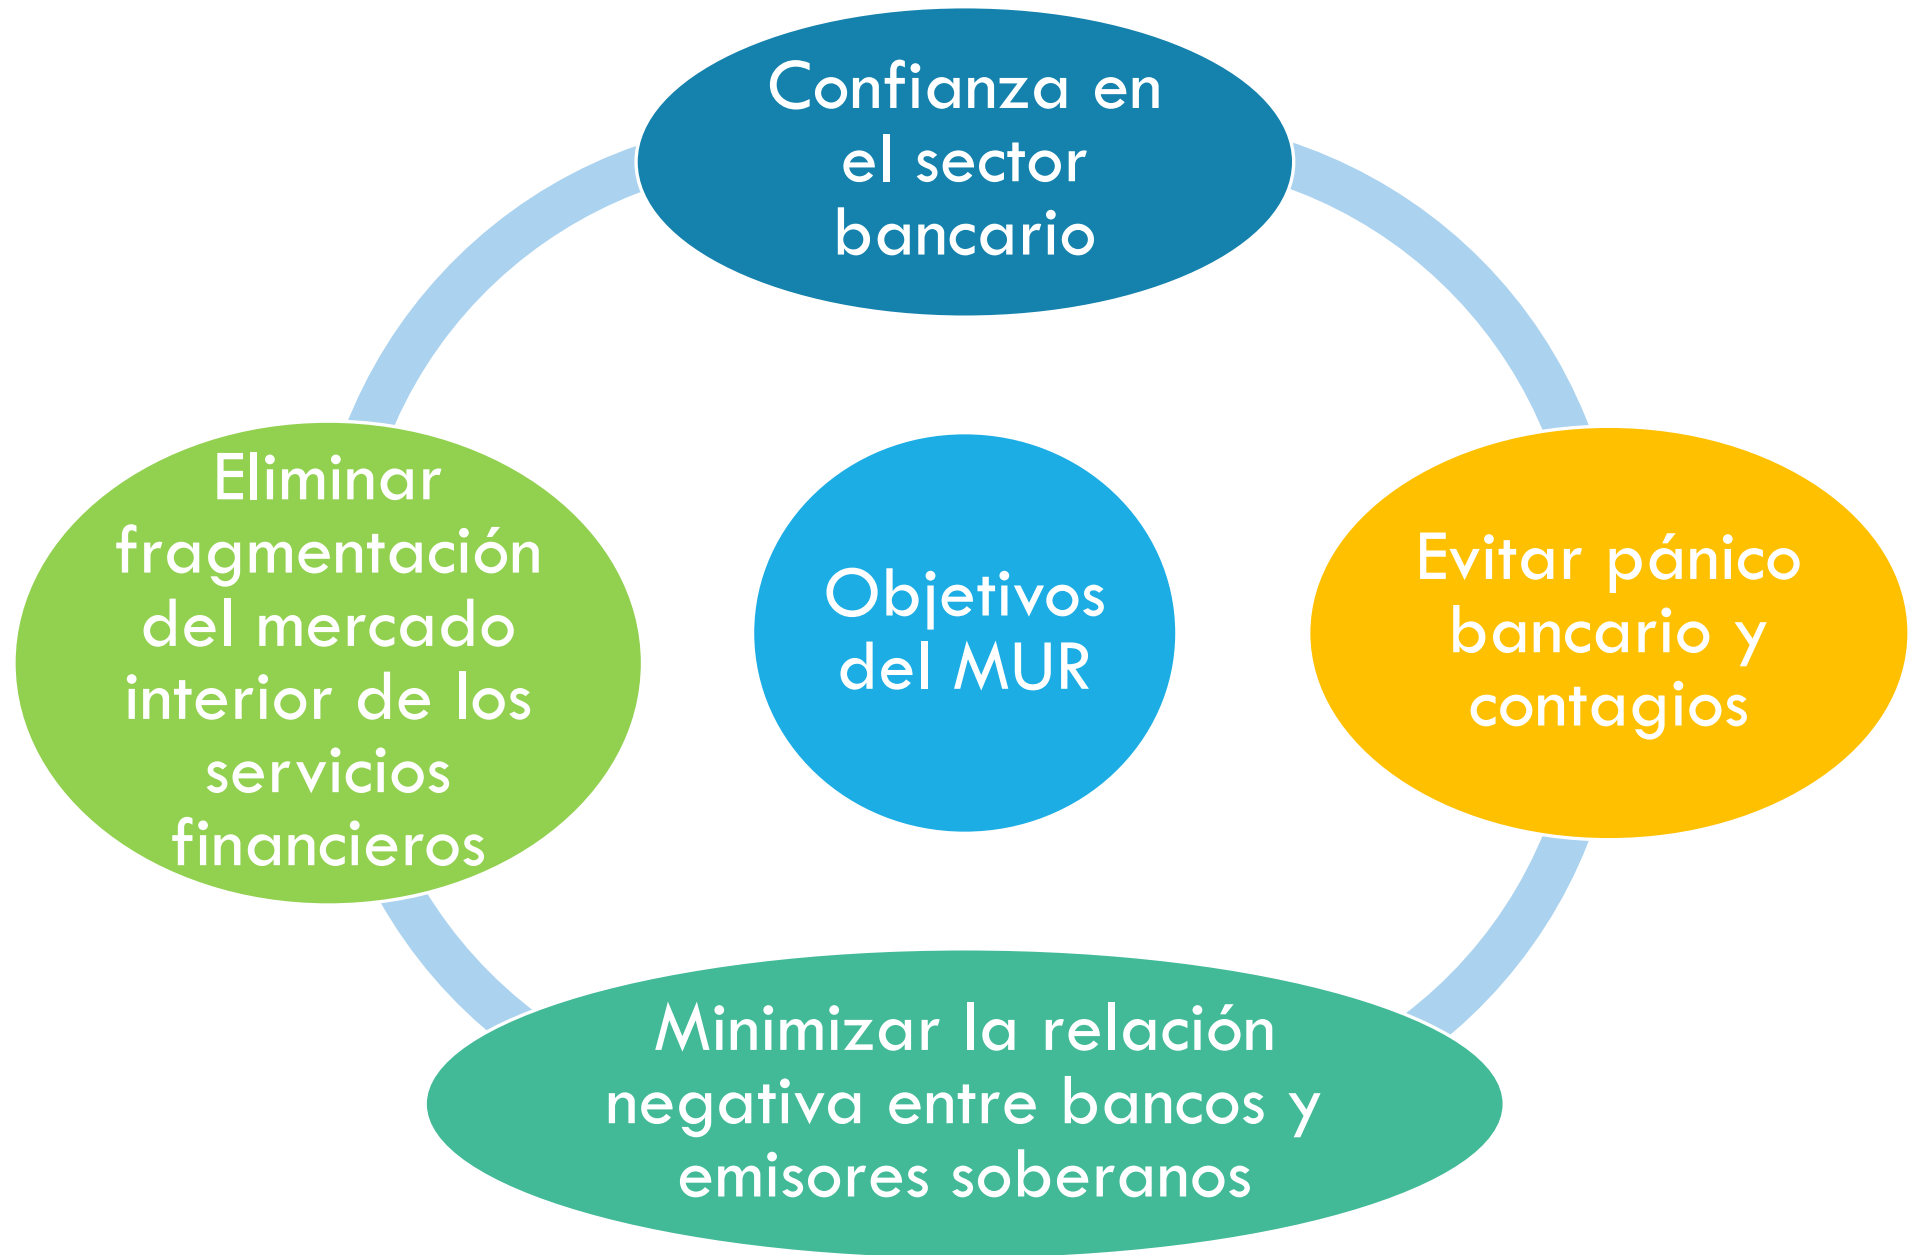 Confianza en
el sector
bancario
Eliminar
fragmentación
del mercado
interior de los
servicios
financieros
Objetivos
del MUR
Evitar pánico
bancario y
contagios
Minimizar la relación
negativa entre bancos y
emisores soberanos